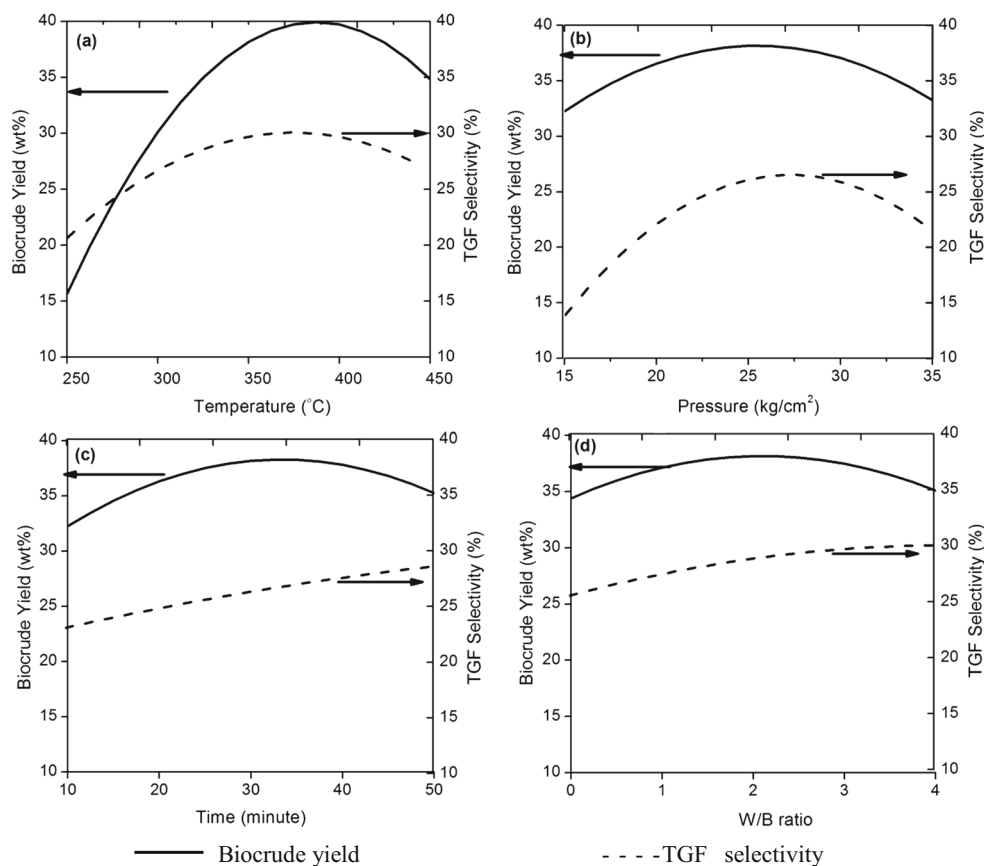 (a)
40
35
30
25
20
15
10
Biocrude Yield (wt%)
40
35
30
25
20
15
10
TGF Selectivity (%)
250 300 350 400 450
Temperature (°C)
(b)
40
35
30
25
20
15
10
Biocrude Yield (wt%)
40
35
30
25
20
15
10
TGF Selectivity (%)
15 20 25 30 35
Pressure (kg/cm²)
(c)
40
35
30
25
20
15
10
Biocrude Yield (wt%)
40
35
30
25
20
15
10
TGF Selectivity (%)
10 20 30 40 50
Time (minute)
(d)
40
35
30
25
20
15
10
Biocrude Yield (wt%)
40
35
30
25
20
15
10
TGF Selectivity (%)
0 1 2 3 4
W/B ratio
Biocrude yield
TGF selectivity